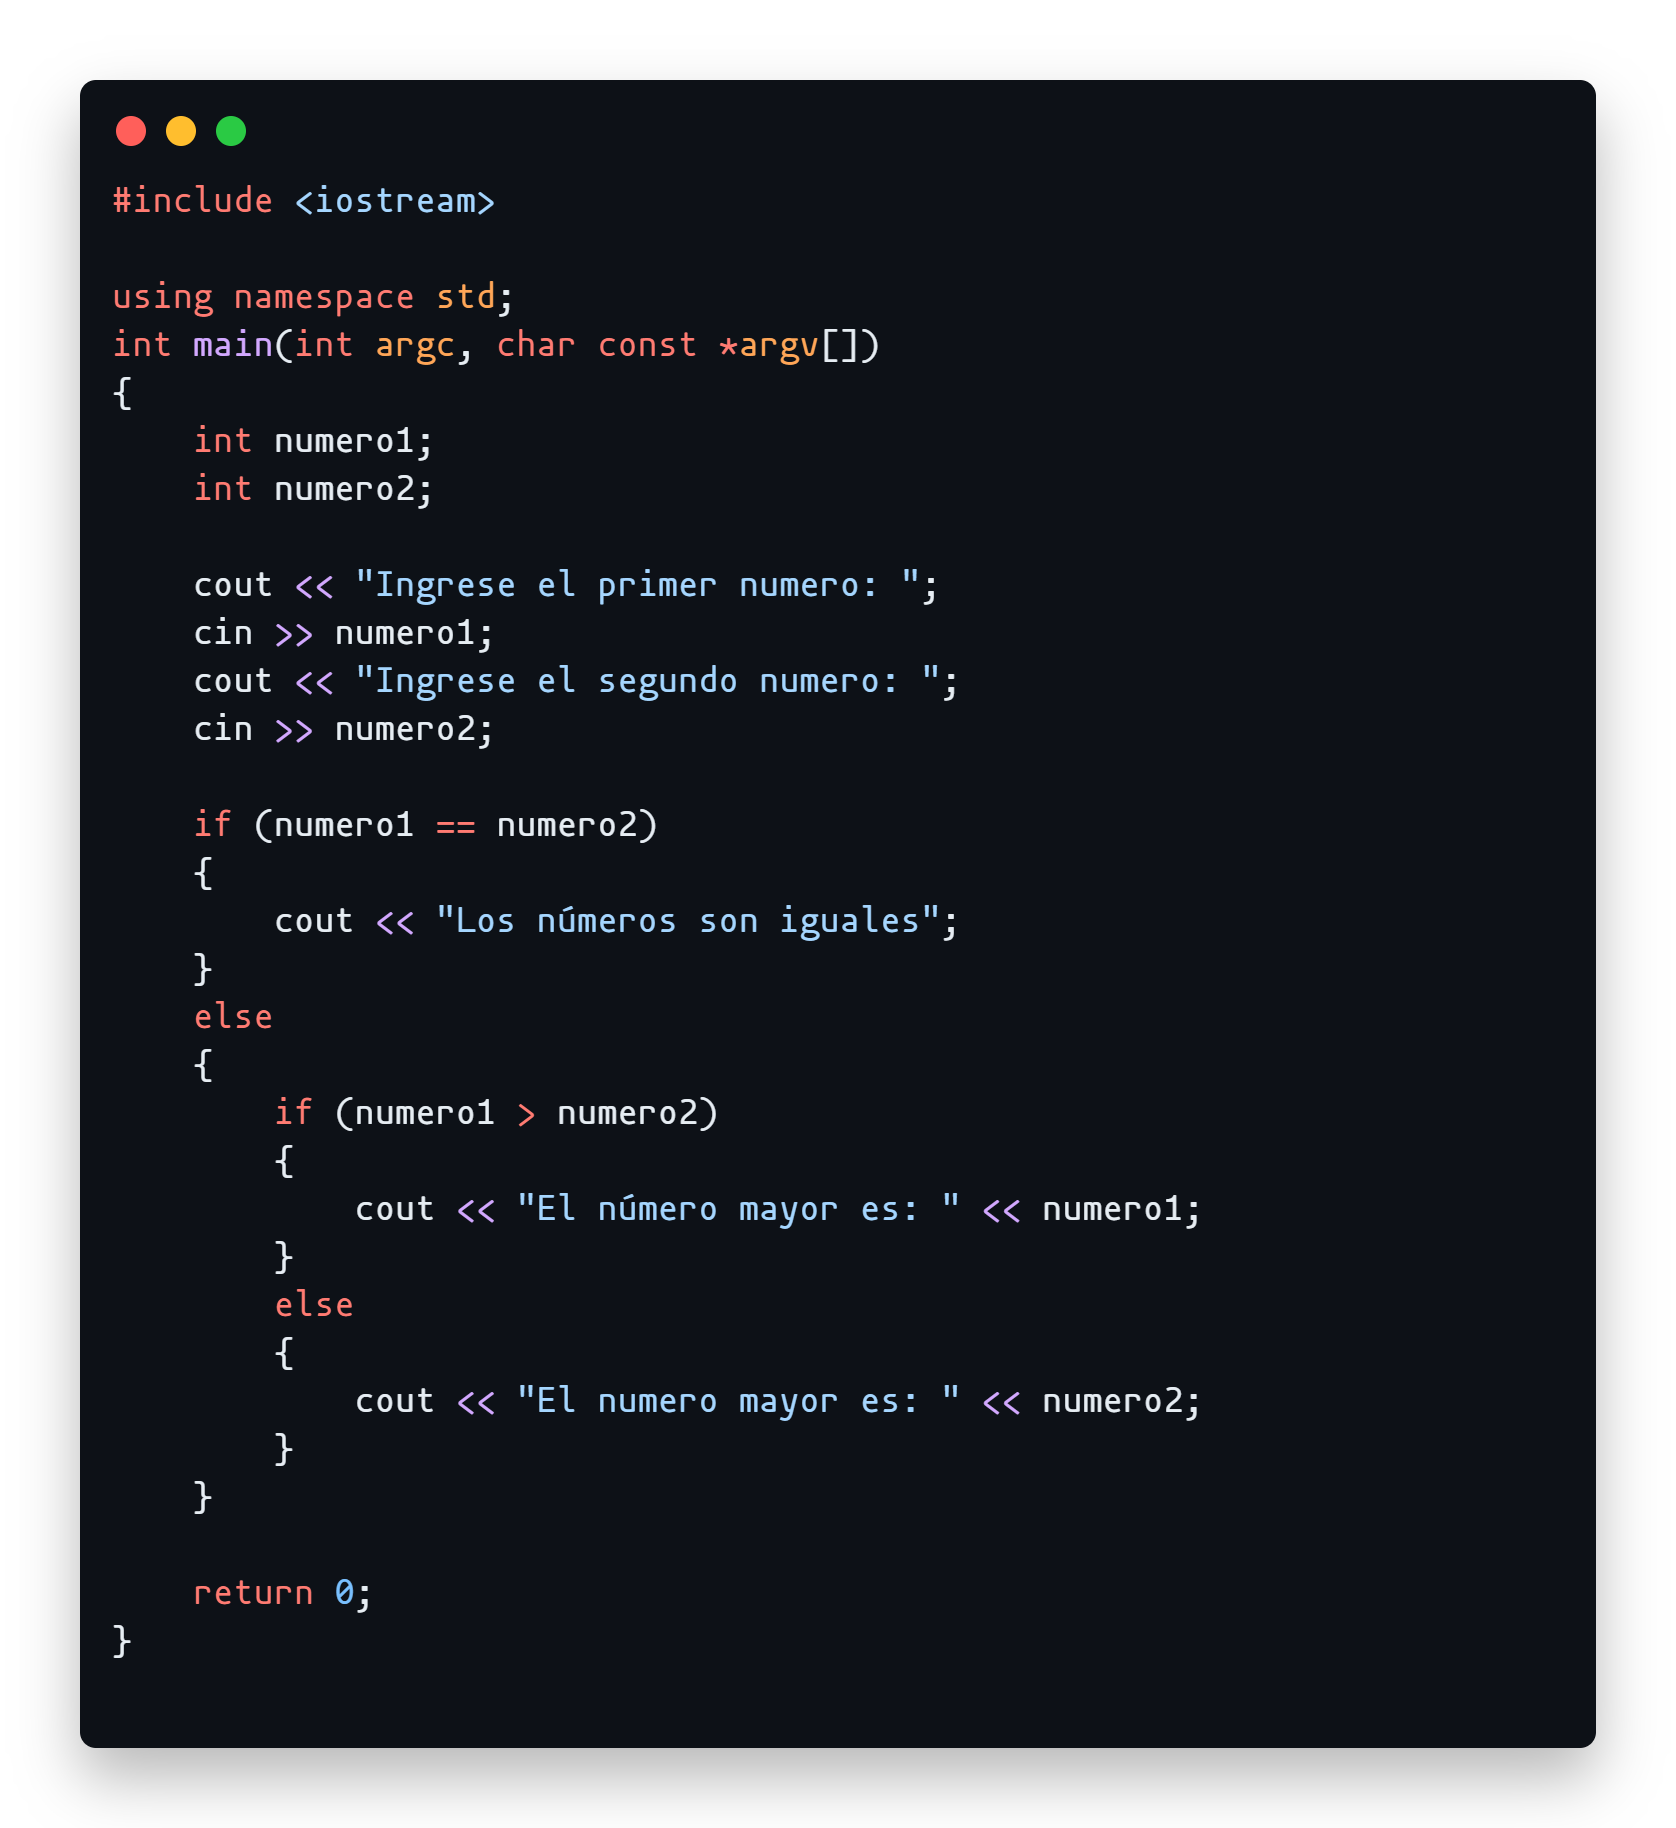 #include <iostream>

using namespace std;
int main(int argc, char const *argv[])
{
    int numero1;
    int numero2;

    cout << "Ingrese el primer numero: ";
    cin >> numero1;
    cout << "Ingrese el segundo numero: ";
    cin >> numero2;

    if (numero1 == numero2)
    {
        cout << "Los números son iguales";
    }
    else
    {
        if (numero1 > numero2)
        {
            cout << "El número mayor es: " << numero1;
        }
        else
        {
            cout << "El numero mayor es: " << numero2;
        }
    }

    return 0;
}